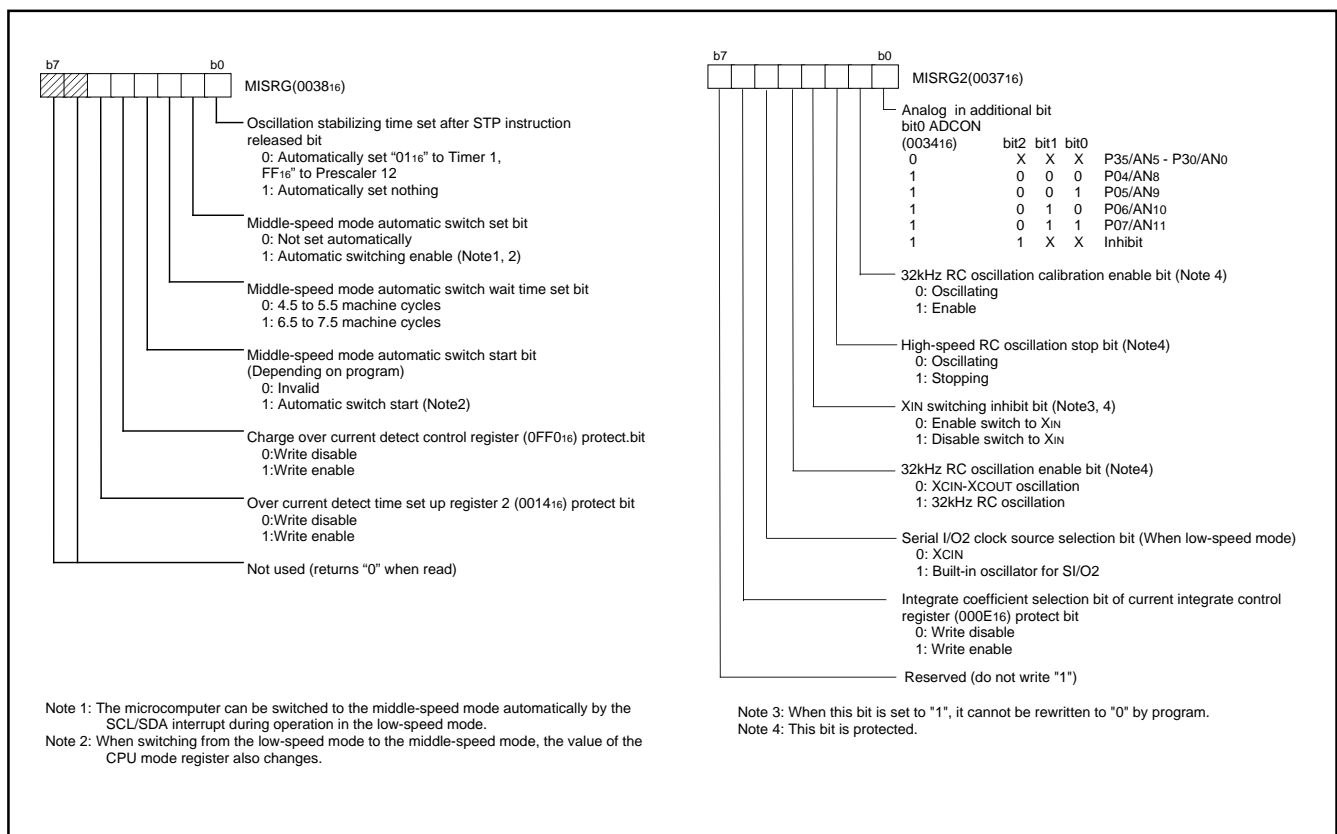 b7 b0
MISRG(003816)
Oscillation stabilizing time set after STP instruction
released bit
0: Automatically set “0116” to Timer 1,
FF16” to Prescaler 12
1: Automatically set nothing
Middle-speed mode automatic switch set bit
0: Not set automatically
1: Automatic switching enable (Note1, 2)
Middle-speed mode automatic switch wait time set bit
0: 4.5 to 5.5 machine cycles
1: 6.5 to 7.5 machine cycles
Middle-speed mode automatic switch start bit
(Depending on program)
0: Invalid
1: Automatic switch start (Note2)
Charge over current detect control register (0FF016) protect.bit
0:Write disable
1:Write enable
Over current detect time set up register 2 (001416) protect bit
0:Write disable
1:Write enable
Not used (returns “0” when read)
Note 1: The microcomputer can be switched to the middle-speed mode automatically by the
SCL/SDA interrupt during operation in the low-speed mode.
Note 2: When switching from the low-speed mode to the middle-speed mode, the value of the
CPU mode register also changes.
b7 b0
MISRG2(003716)
Analog in additional bit
bit0 ADCON
(003416) bit2 bit1 bit0
0 X X X P35/AN5 - P30/AN0
1 0 0 0 P04/AN8
1 0 0 1 P05/AN9
1 0 1 0 P06/AN10
1 0 1 1 P07/AN11
1 1 X X Inhibit
32kHz RC oscillation calibration enable bit (Note 4)
0: Oscillating
1: Enable
High-speed RC oscillation stop bit (Note4)
0: Oscillating
1: Stopping
XIN switching inhibit bit (Note3, 4)
0: Enable switch to XIN
1: Disable switch to XIN
32kHz RC oscillation enable bit (Note4)
0: XCIN-XCOUT oscillation
1: 32kHz RC oscillation
Serial I/O2 clock source selection bit (When low-speed mode)
0: XCIN
1: Built-in oscillator for SI/O2
Integrate coefficient selection bit of current integrate control
register (000E16) protect bit
0: Write disable
1: Write enable
Reserved (do not write "1")
Note 3: When this bit is set to "1", it cannot be rewritten to "0" by program.
Note 4: This bit is protected.